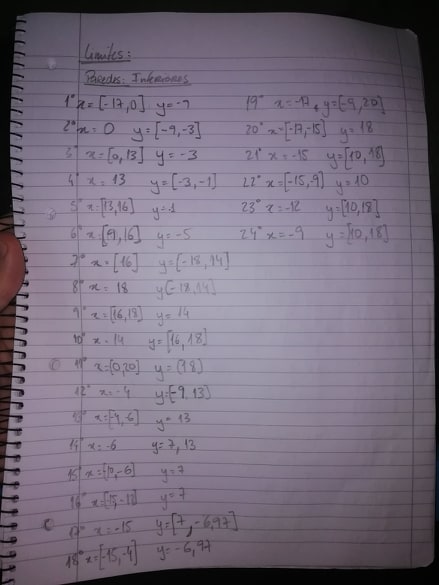 Limites:
Paredes: Interiores
1° x=[-17,0] y=-9
2° x= 0 y=[-9,-3]
3° x=[0,13] y=-3
4° x= 13 y=[-3,-1]
5° x=[13,16] y=-1
6° x=[9,16] y=-5
7° x=[16] y=[-18,14]
8° x= 18 y[-18,14]
9° x=[16,18] y= 14
10° x=14 y=[16,18]
11° x=[0,20] y=[18]
12° x=-4 y=[-9,13]
13° x=[-4,-6] y= 13
14° x=-6 y=7,13
15° x=[10,-6] y=7
16° x=[15,-18] y=7
17° x=-15 y=[7,-6,97]
18° x=[-15,-4] y=-6,97
19° x=-17 y=[-9,20]
20° x=[-17,-15] y= 18
21° x=-15 y=[10,18]
22° x=[-15,-9] y=10
23° x=-12 y=[10,18]
24° x=-9 y=[10,18]